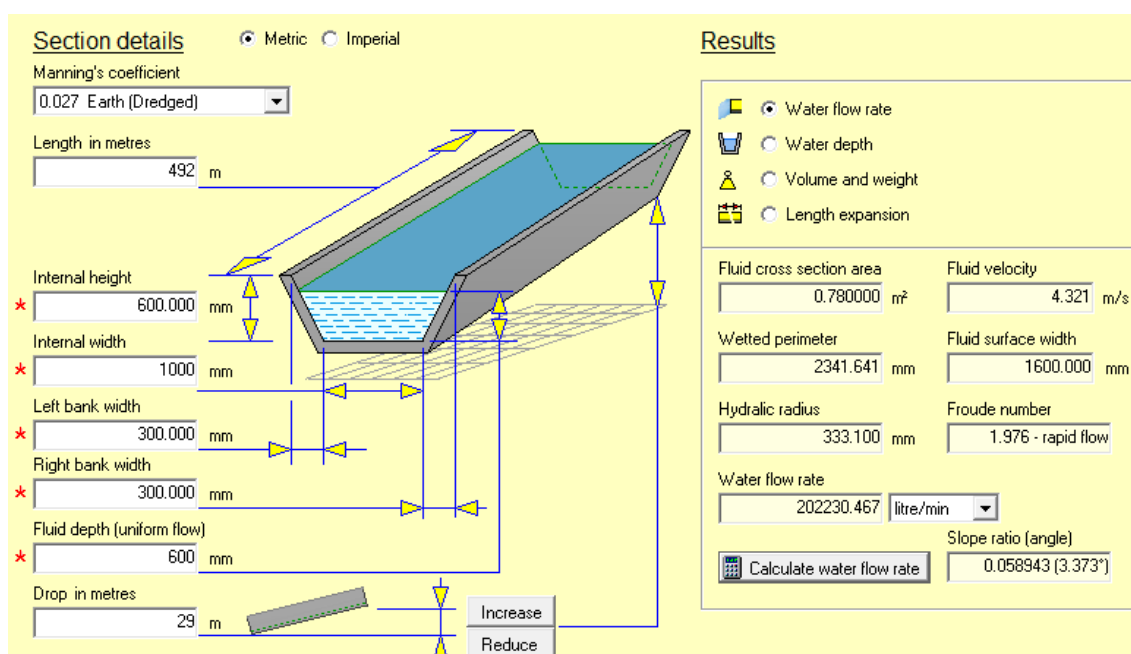 Section details
Metric Imperial
Manning's coefficient
0.027 Earth (Dredged)
Length in metres
492 m
Internal height
* 600.000 mm
Internal width
* 1000 mm
Left bank width
* 300.000 mm
Right bank width
* 300.000 mm
Fluid depth (uniform flow)
* 600 mm
Drop in metres
29 m
Increase
Reduce
Results
Water flow rate
Water depth
Volume and weight
Length expansion
Fluid cross section area
0.780000 m²
Fluid velocity
4.321 m/s
Wetted perimeter
2341.641 mm
Fluid surface width
1600.000 mm
Hydralic radius
333.100 mm
Froude number
1.976 - rapid flow
Water flow rate
202230.467 litre/min
Slope ratio (angle)
Calculate water flow rate
0.058943 (3.373°)